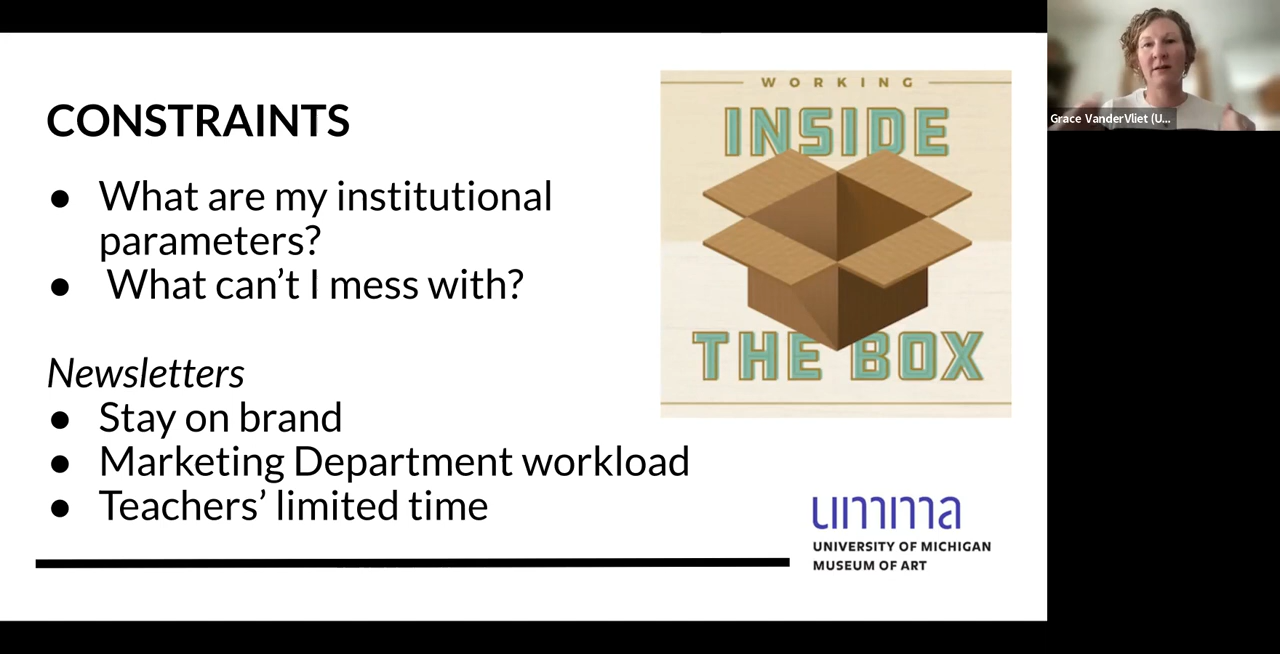 CONSTRAINTS
● What are my institutional
parameters?
● What can’t I mess with?
Newsletters
● Stay on brand
● Marketing Department workload
● Teachers’ limited time
WORKING
INSIDE
THE BOX
umma
UNIVERSITY OF MICHIGAN
MUSEUM OF ART
Grace VanderVliet (U...